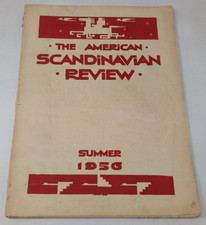 · THE AMERICAN ·
SCANDINAVIAN
· REVIEW ·
SUMMER
1956